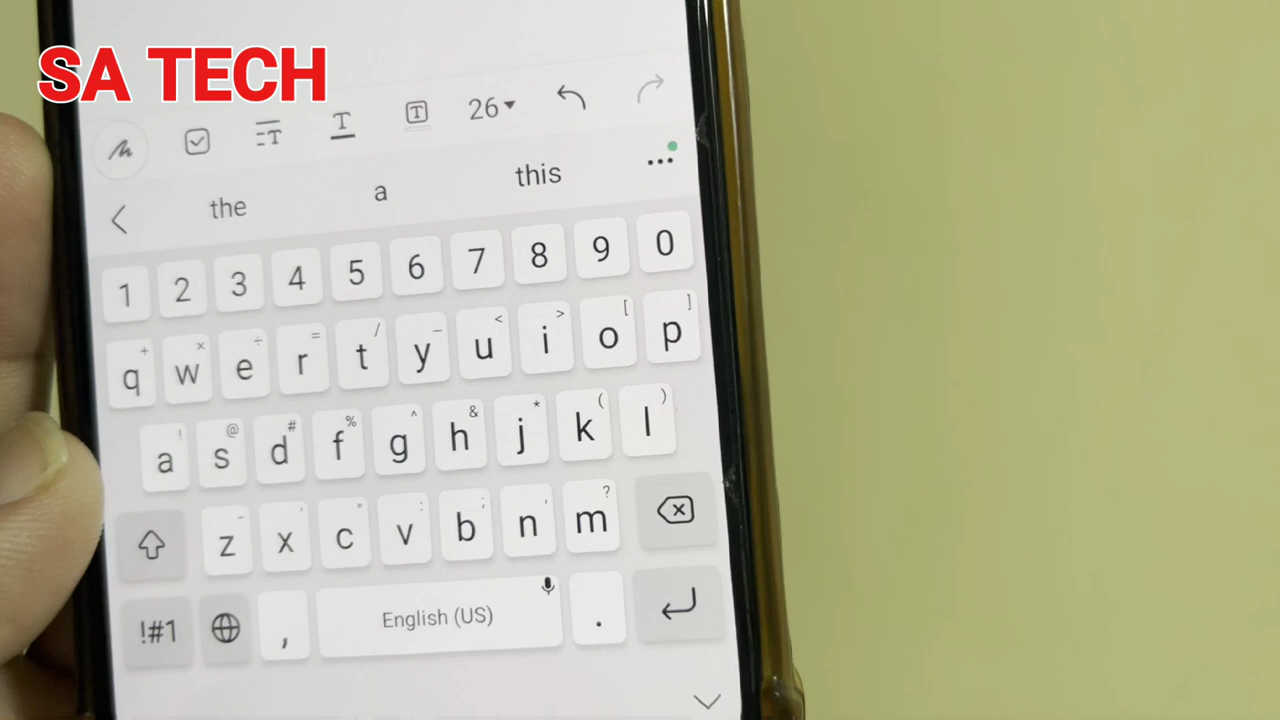 SA TECH
26
the a this
1 2 3 4 5 6 7 8 9 0
+ × ÷ = / _ < > [ ]
q w e r t y u i o p
! @ # % ^ & * ( )
a s d f g h j k l
- ' " : ; , ?
z x c v b n m
!#1 , English (US) .